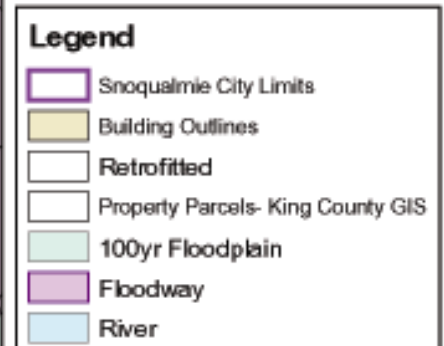 Legend
Snoqualmie City Limits
Building Outlines
Retrofitted
Property Parcels- King County GIS
100yr Floodplain
Floodway
River